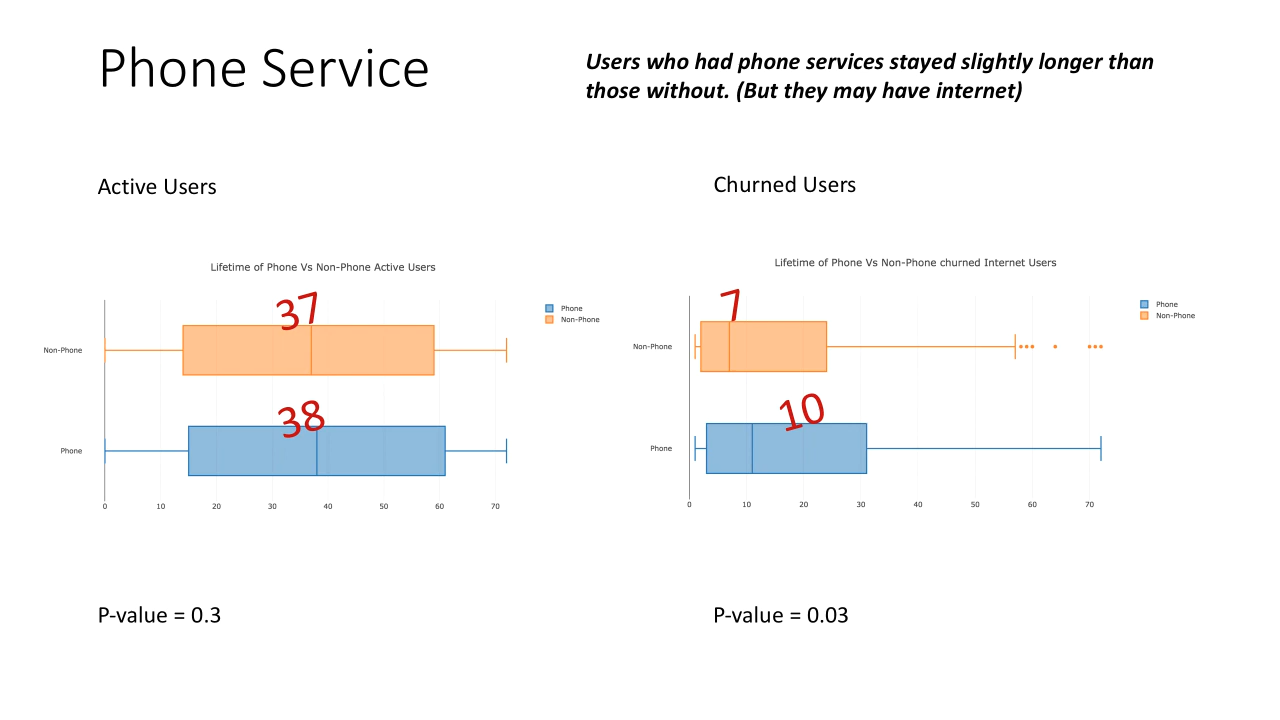 Phone Service
Users who had phone services stayed slightly longer than
those without. (But they may have internet)
Active Users
Churned Users
Lifetime of Phone Vs Non-Phone Active Users
37
Phone
Non-Phone
Non-Phone
38
Phone
0 10 20 30 40 50 60 70
Lifetime of Phone Vs Non-Phone churned Internet Users
7
Phone
Non-Phone
Non-Phone
10
Phone
0 10 20 30 40 50 60 70
P-value = 0.3
P-value = 0.03